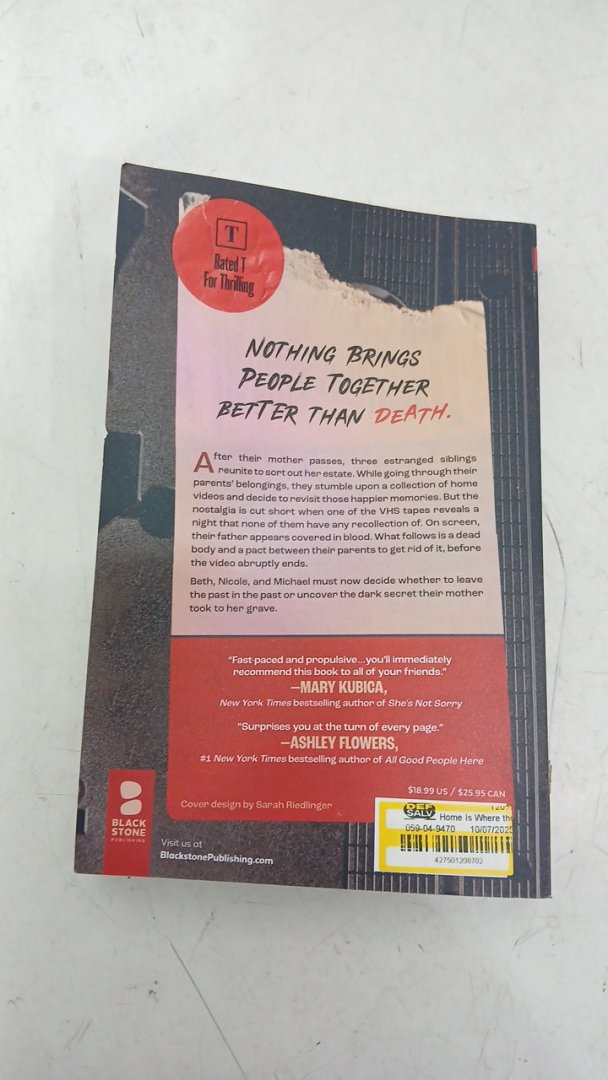 T
Rated T
For Thrilling
NOTHING BRINGS
PEOPLE TOGETHER
BETTER THAN DEATH.
After their mother passes, three estranged siblings
reunite to sort out her estate. While going through their
parents' belongings, they stumble upon a collection of home
videos and decide to revisit those happier memories. But the
nostalgia is cut short when one of the VHS tapes reveals a
night that none of them have any recollection of. On screen,
their father appears covered in blood. What follows is a dead
body and a pact between their parents to get rid of it, before
the video abruptly ends.
Beth, Nicole, and Michael must now decide whether to leave
the past in the past or uncover the dark secret their mother
took to her grave.
"Fast-paced and propulsive...you'll immediately
recommend this book to all of your friends."
—MARY KUBICA,
New York Times bestselling author of She's Not Sorry
"Surprises you at the turn of every page."
—ASHLEY FLOWERS,
#1 New York Times bestselling author of All Good People Here
$18.99 US / $25.95 CAN
Cover design by Sarah Riedlinger
BLACK
STONE
PUBLISHING
Visit us at
BlackstonePublishing.com
DEF
SALV
Home Is Where the
059-04-9470 10/07/202
427501208702